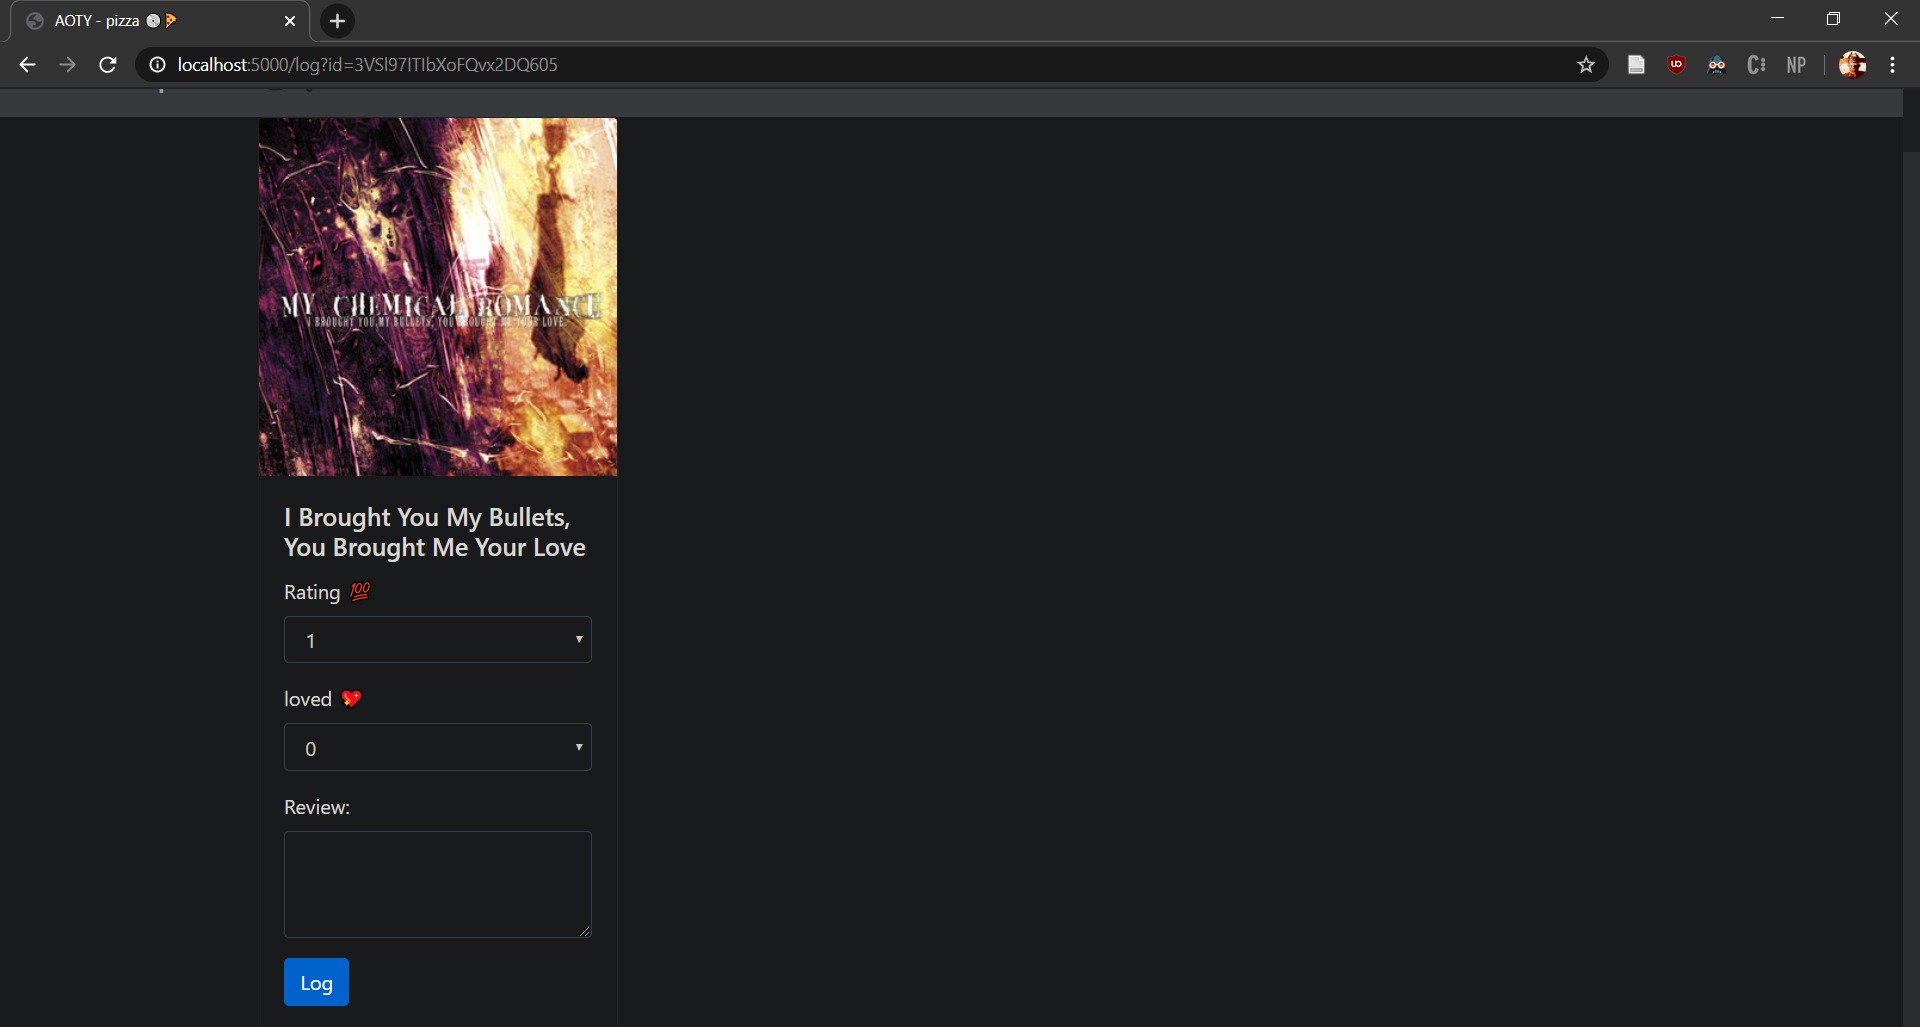 AOTY - pizza 💿🍕
localhost:5000/log?id=3VSl97ITIbXoFQvx2DQ605
UD
C:
NP
MY CHEMICAL ROMANCE
I BROUGHT YOU MY BULLETS, YOU BROUGHT ME YOUR LOVE.
I Brought You My Bullets,
You Brought Me Your Love
Rating 💯
1
loved 💖
0
Review:
Log